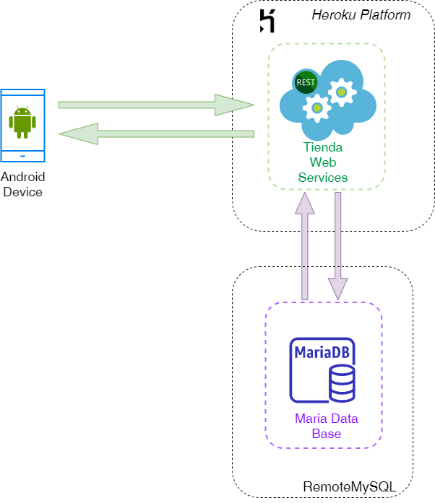 Heroku Platform
REST
Tienda
Web
Services
Android
Device
MariaDB
Maria Data
Base
RemoteMySQL